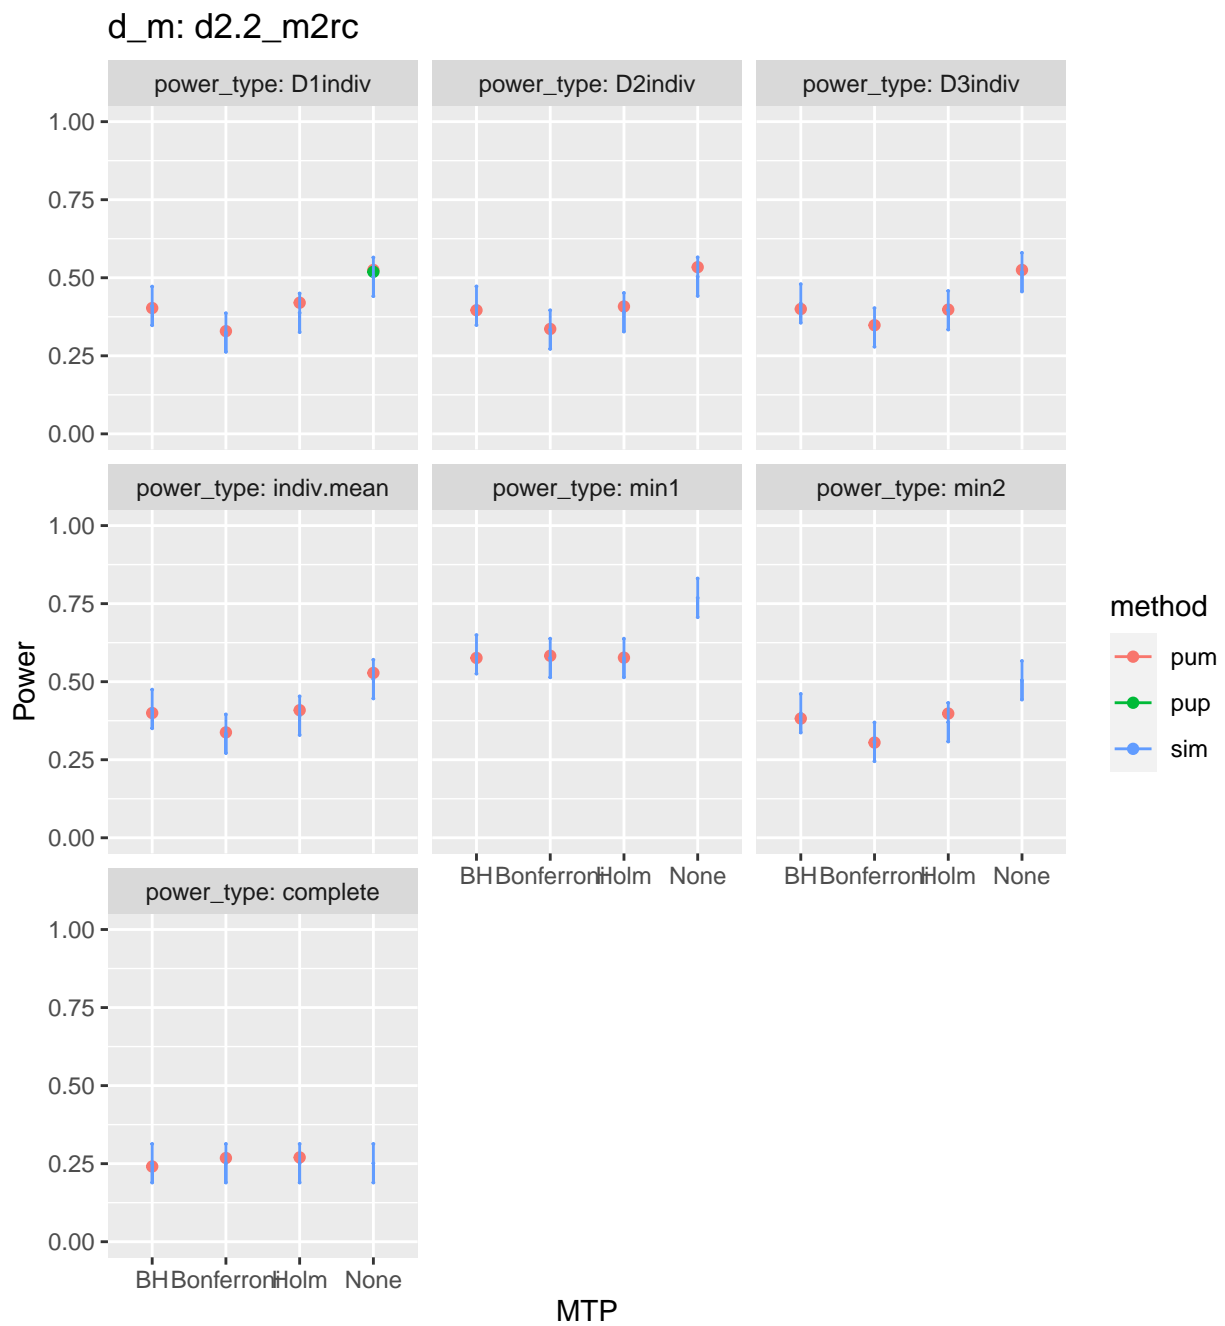 d_m: d2.2_m2rc
power_type: D1indiv
power_type: D2indiv
power_type: D3indiv
1.00
0.75
0.50
0.25
0.00
power_type: indiv.mean
power_type: min1
power_type: min2
1.00
0.75
0.50
0.25
0.00
BH Bonferroni Holm None
BH Bonferroni Holm None
power_type: complete
1.00
0.75
0.50
0.25
0.00
BH Bonferroni Holm None
MTP
Power
method
pum
pup
sim